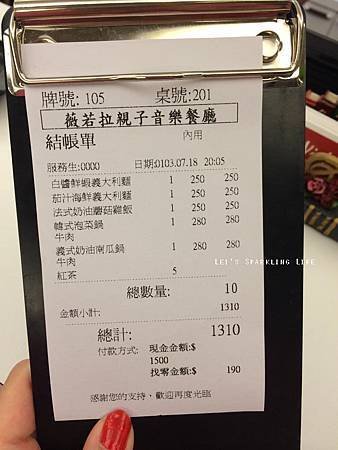 牌號: 105 桌號:201
薇若拉親子音樂餐廳
結帳單 內用
服務生:0000 日期:0103.07.18 20:05
白醬鮮蝦義大利麵 1 250 250
茄汁海鮮義大利麵 1 250 250
法式奶油蘑菇雞飯 1 250 250
韓式泡菜鍋 1 280 280
牛肉
義式奶油南瓜鍋 1 280 280
牛肉
紅茶 5
總數量: 10
金額小計: 1310
總計: 1310
付款方式: 現金金額:$
1500
找零金額:$ 190
感謝您的支持、歡迎再度光臨
Lei's Sparkling Life